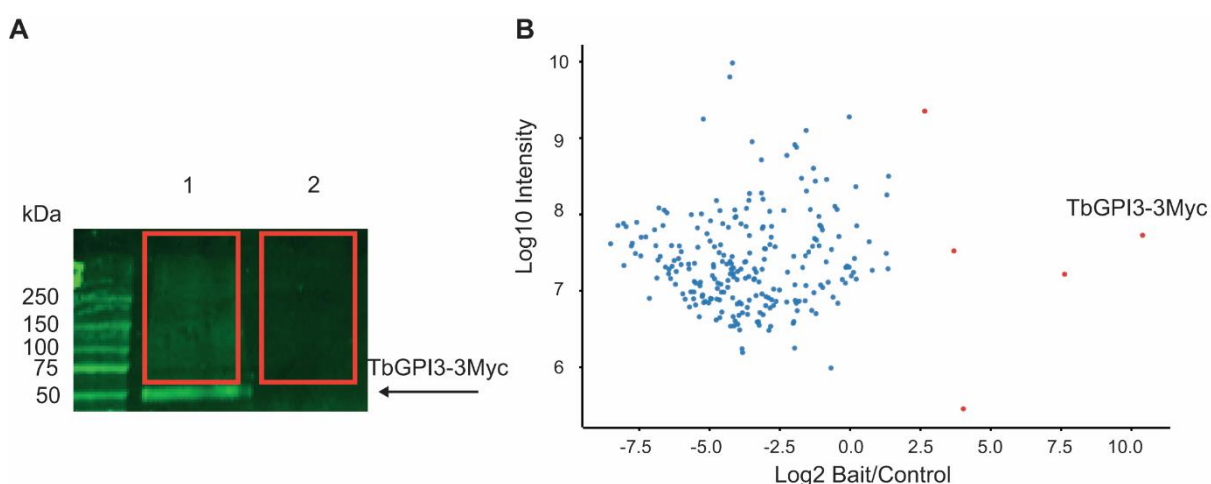 A
1 2
kDa
250
150
100
75
50
TbGPI3-3Myc
B
Log10 Intensity
10
9
8
7
6
TbGPI3-3Myc
-7.5 -5.0 -2.5 0.0 2.5 5.0 7.5 10.0
Log2 Bait/Control